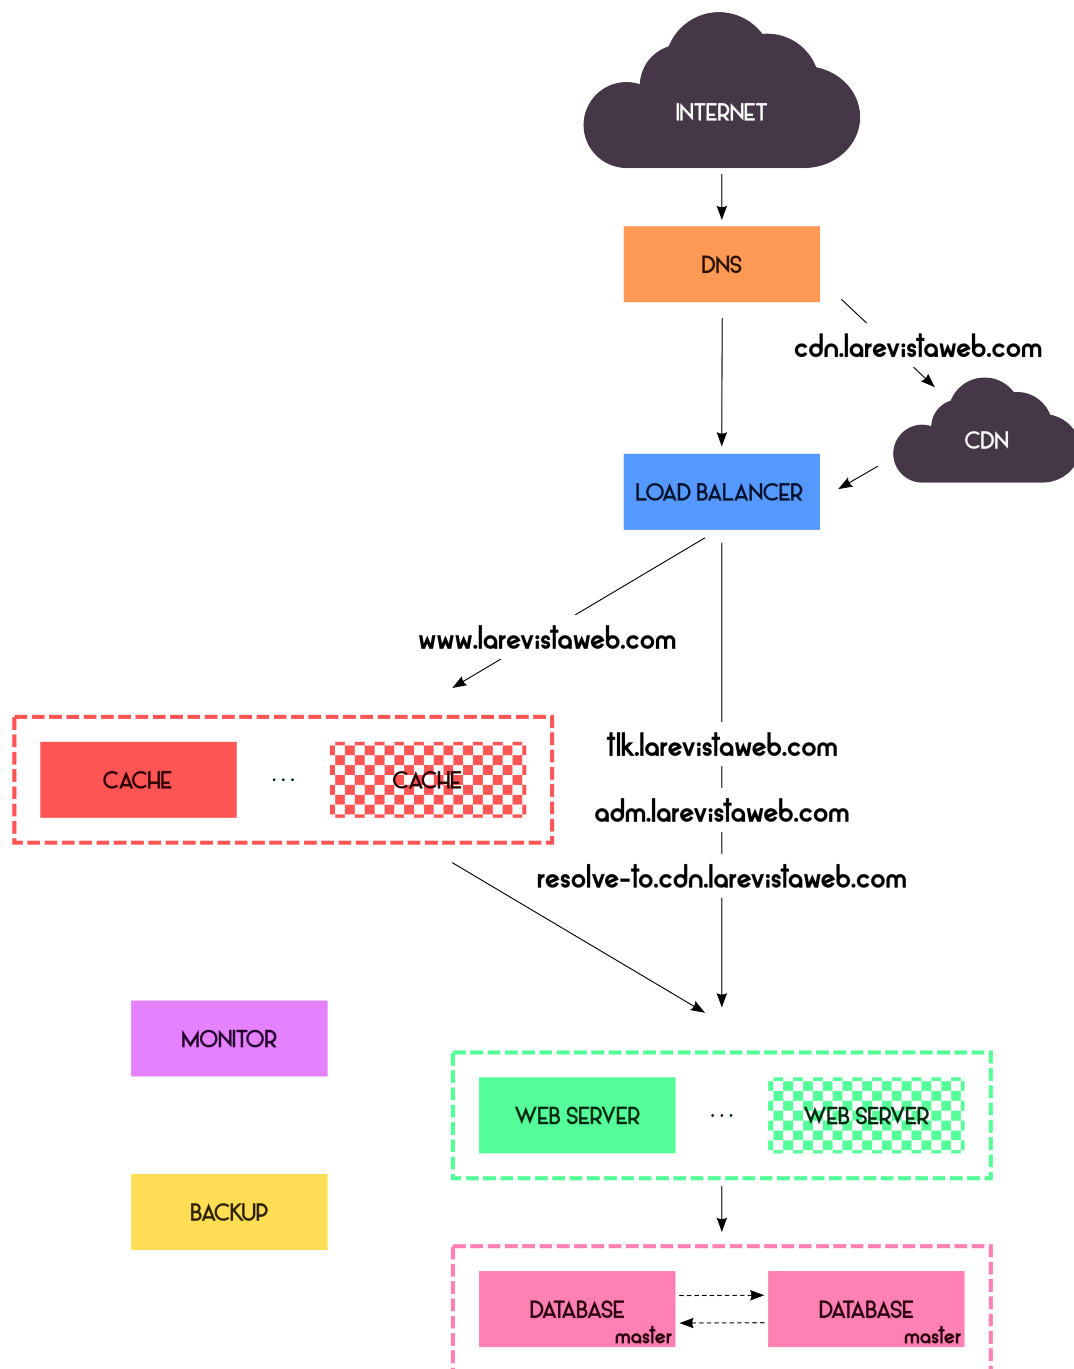 INTERNET
DNS
cdn.larevistaweb.com
CDN
LOAD BALANCER
www.larevistaweb.com
tlk.larevistaweb.com
CACHE ... CACHE
adm.larevistaweb.com
resolve-to.cdn.larevistaweb.com
MONITOR
WEB SERVER ... WEB SERVER
BACKUP
DATABASE
master
DATABASE
master